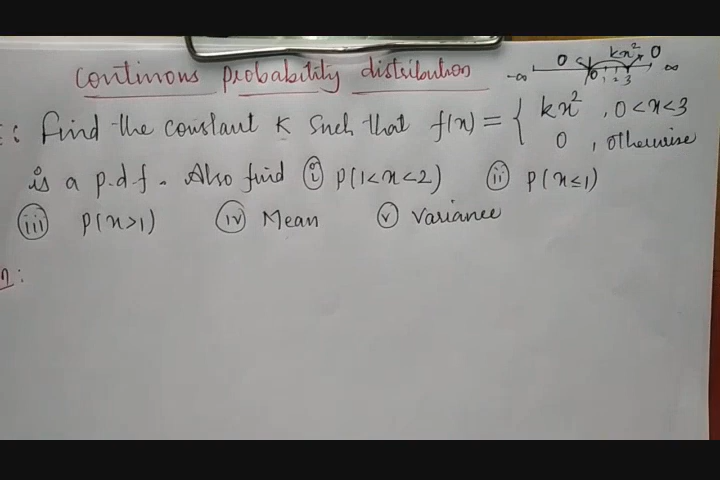 continous probability distribution
0 kx² 0
-∞ 0 1 2 3 ∞
: Find the constant K such that f(x) = { kx² , 0<x<3
0 , otherwise
is a p.d.f. Also find (i) P(1<x<2) (ii) P(x≤1)
(iii) P(x>1) (iv) Mean (v) Variance
n: